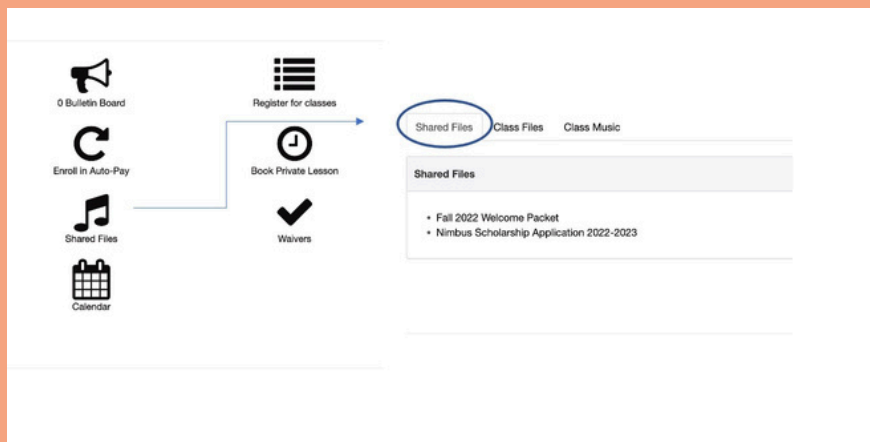 0 Bulletin Board
Register for classes
Enroll in Auto-Pay
Book Private Lesson
Shared Files
Waivers
Calendar
Shared Files Class Files Class Music
Shared Files
• Fall 2022 Welcome Packet
• Nimbus Scholarship Application 2022-2023